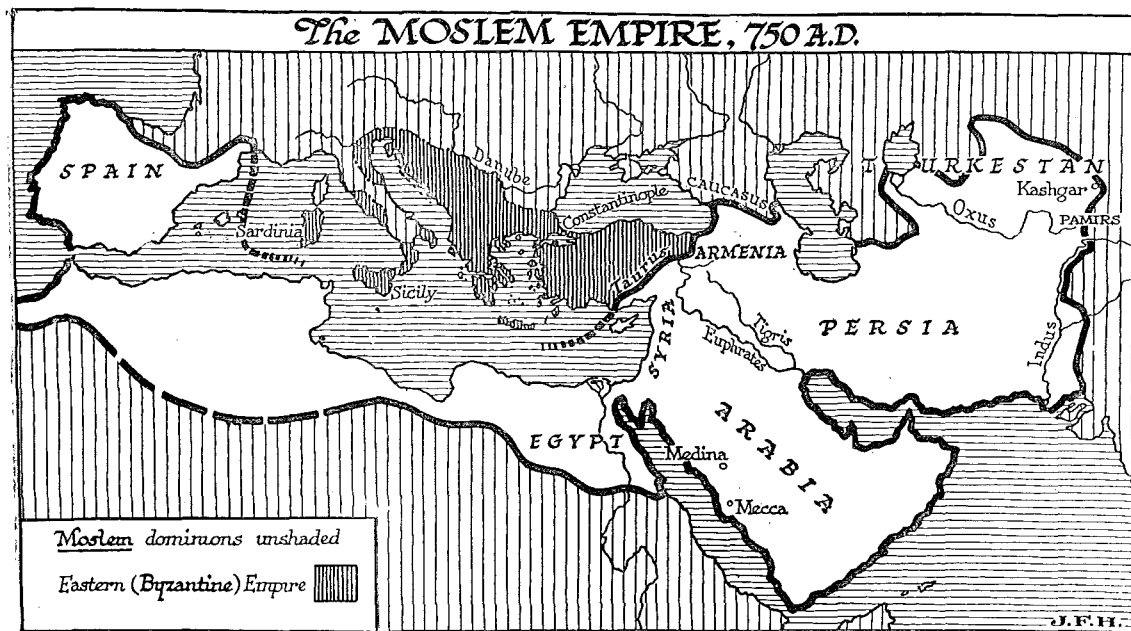 The MOSLEM EMPIRE, 750 A.D.
SPAIN
Sardinia
Sicily
Danube
Constantinople
CAUCASUS
Taurus
ARMENIA
TURKESTAN
Kashgar
Oxus
PAMIRS
PERSIA
Tigris
Euphrates
SYRIA
Indus
EGYPT
ARABIA
Medina
Mecca
Moslem dominions unshaded
Eastern (Byzantine) Empire
J.F.H.